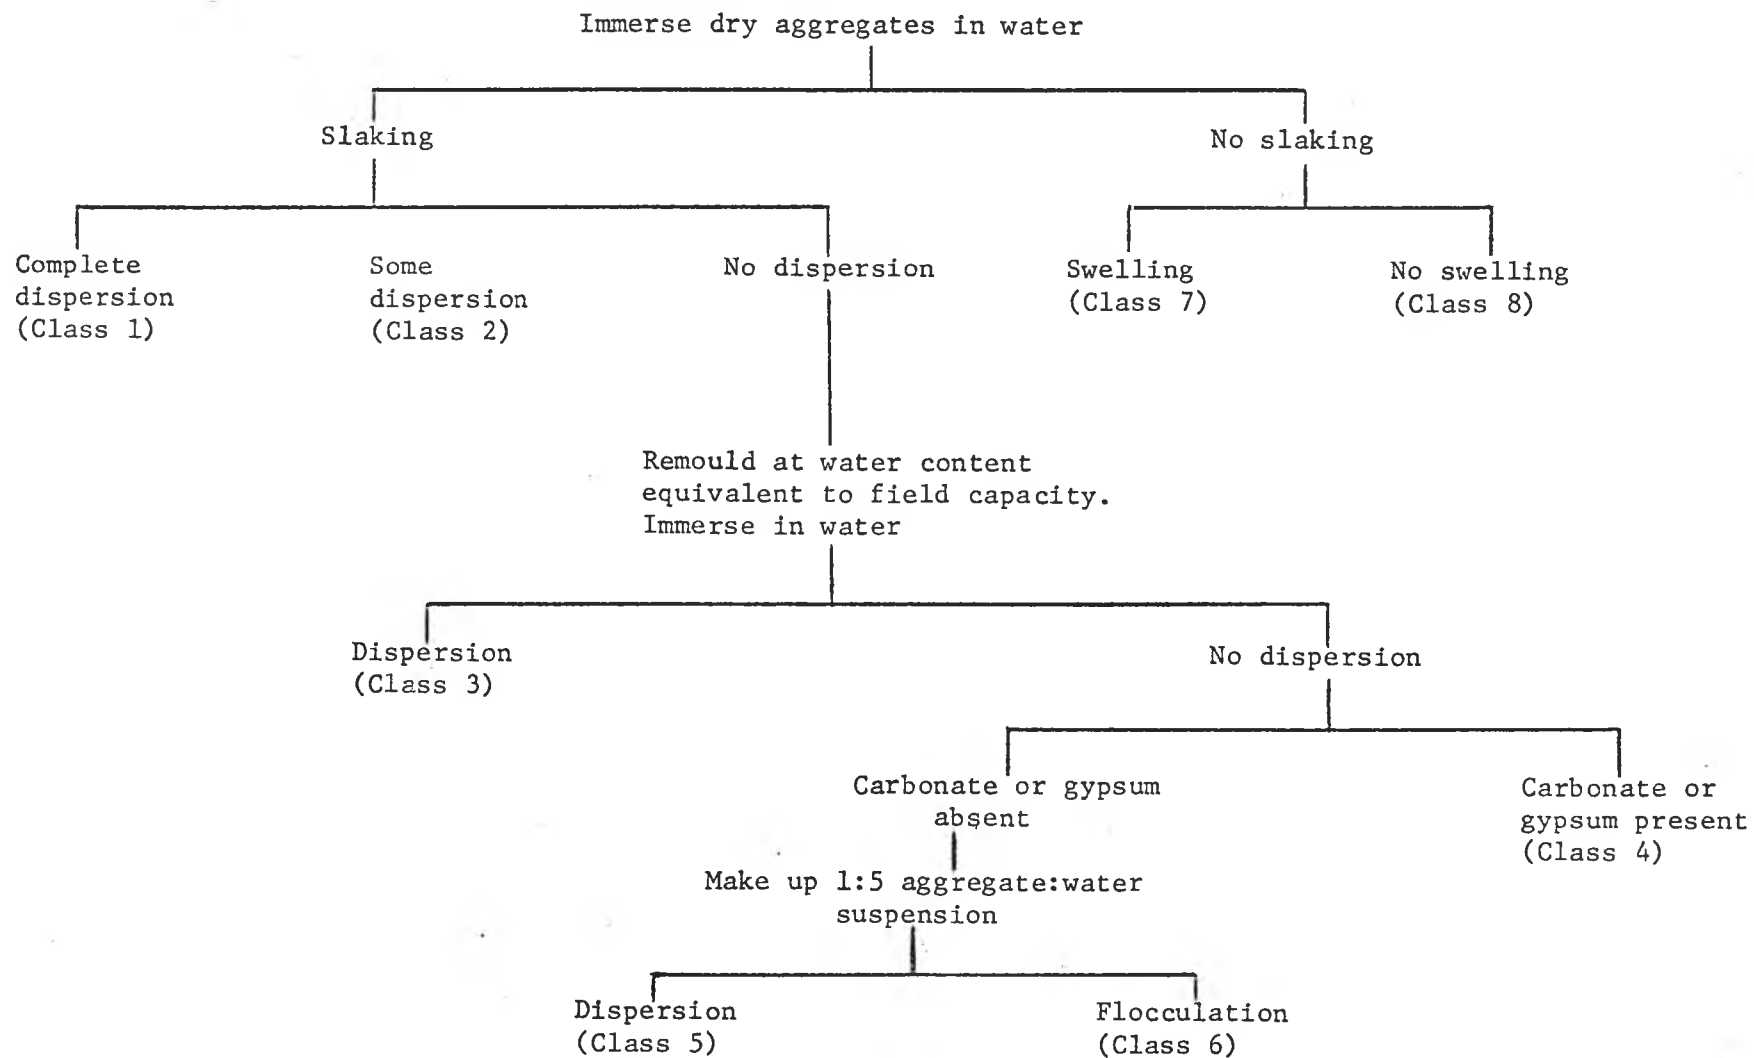 Immerse dry aggregates in water
Slaking
No slaking
Complete
dispersion
(Class 1)
Some
dispersion
(Class 2)
No dispersion
Swelling
(Class 7)
No swelling
(Class 8)
Remould at water content
equivalent to field capacity.
Immerse in water
Dispersion
(Class 3)
No dispersion
Carbonate or gypsum
absent
Carbonate or
gypsum present
(Class 4)
Make up 1:5 aggregate:water
suspension
Dispersion
(Class 5)
Flocculation
(Class 6)